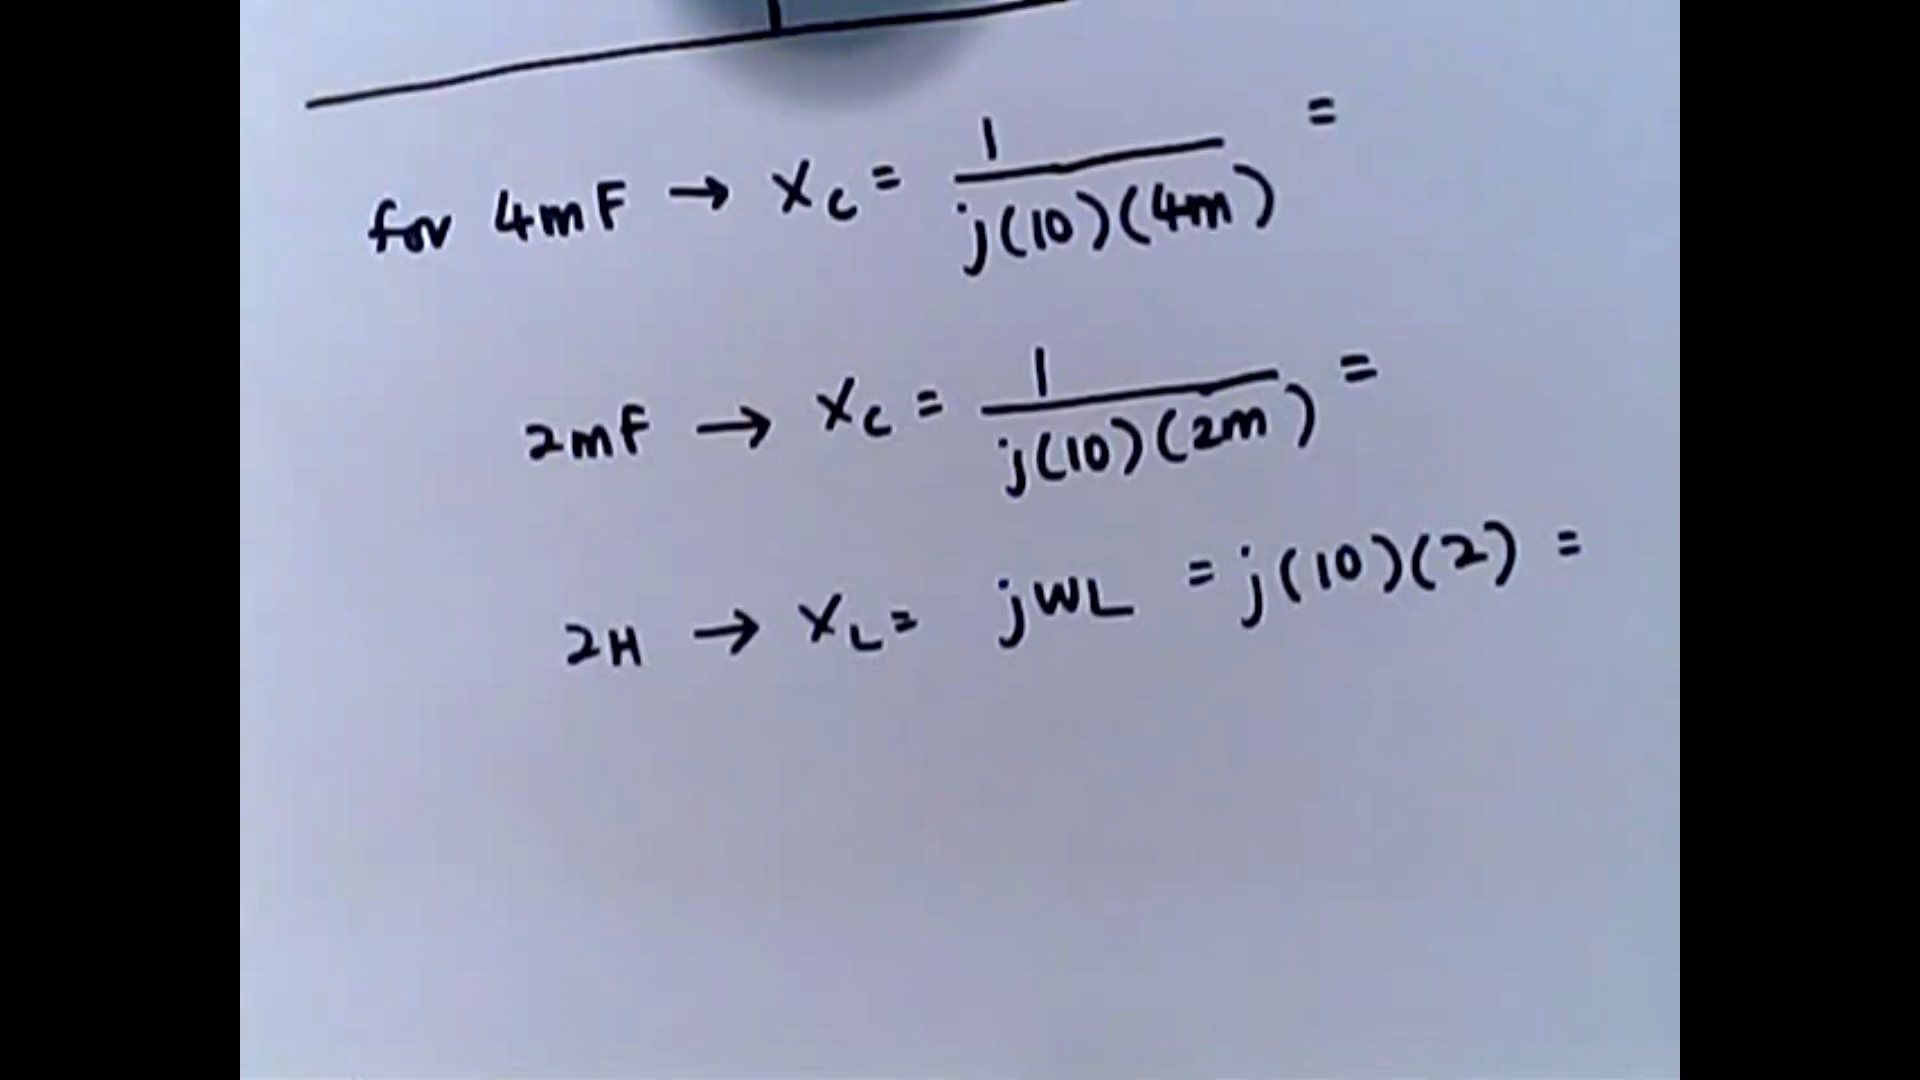 for 4mF → Xc = 1/j(10)(4m) =
2mF → Xc = 1/j(10)(2m) =
2H → XL = jWL = j(10)(2) =